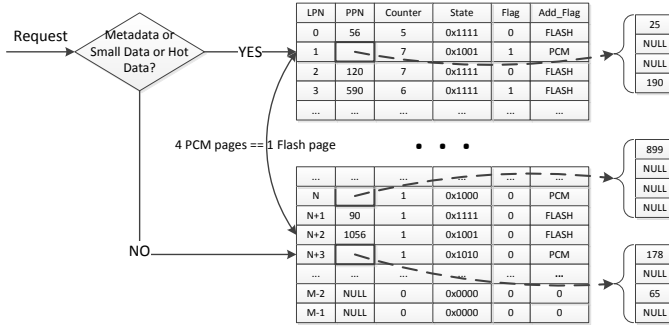 Request
Metadata or
Small Data or Hot
Data?
YES
NO
4 PCM pages == 1 Flash page
LPN PPN Counter State Flag Add_Flag
0 56 5 0x1111 0 FLASH
1 7 0x1001 1 PCM
2 120 7 0x1111 0 FLASH
3 590 6 0x1111 1 FLASH
... ... ... ... ... ...
25
NULL
NULL
190
• • •
... ... ... ... ... ...
N 1 0x1000 0 PCM
N+1 90 1 0x1111 0 FLASH
N+2 1056 1 0x1001 0 FLASH
N+3 1 0x1010 0 PCM
... ... ... ... ... ...
M-2 NULL 0 0x0000 0 0
M-1 NULL 0 0x0000 0 0
899
NULL
NULL
NULL
178
NULL
65
NULL